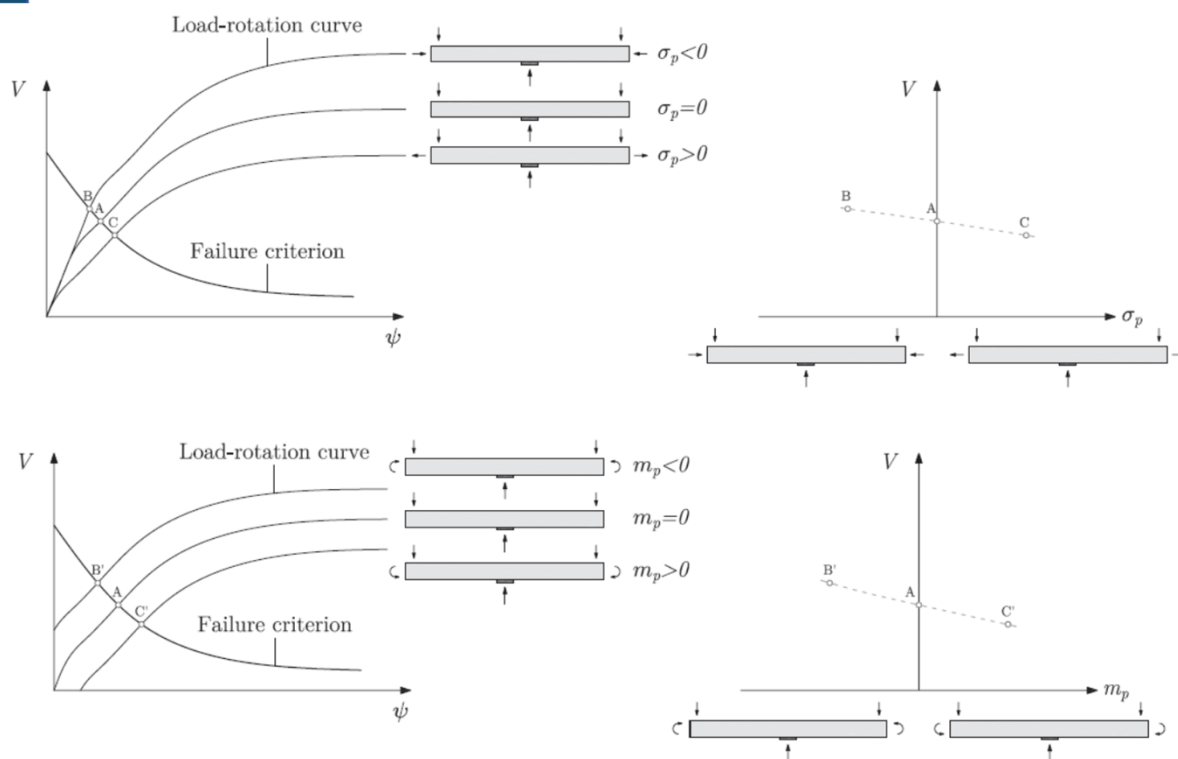 Load-rotation curve
V
σp<0
σp=0
σp>0
B
A
C
Failure criterion
ψ
V
B
A
C
σp
Load-rotation curve
V
mp<0
mp=0
mp>0
B'
A
C'
Failure criterion
ψ
V
B'
A
C'
mp